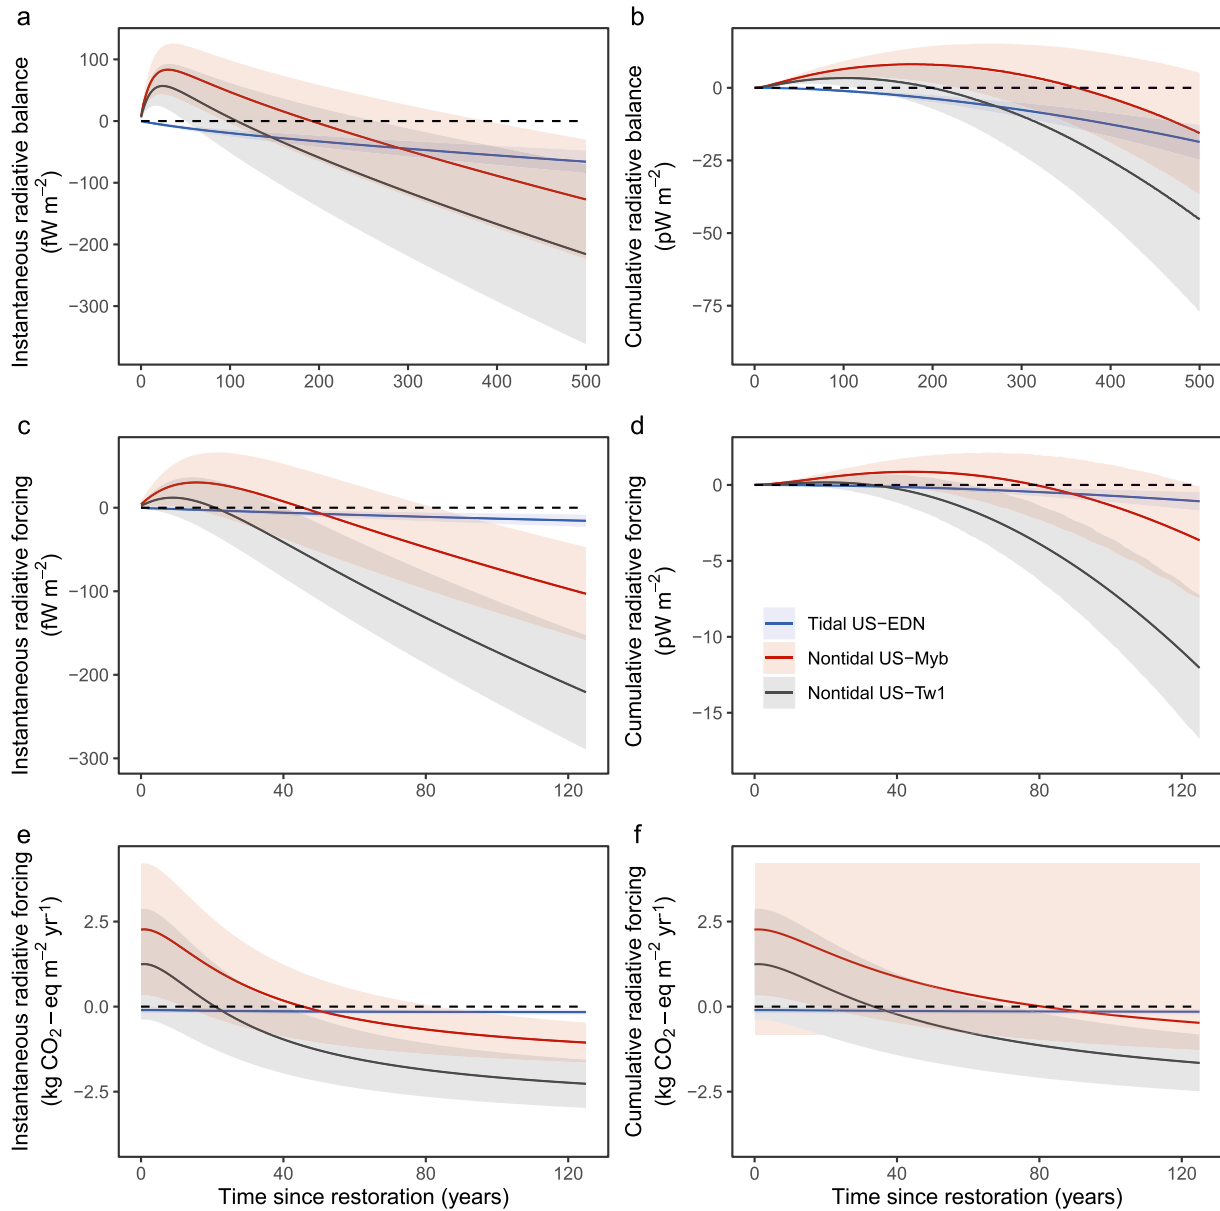 a
Instantaneous radiative balance
(fW m−2)
100
0
−100
−200
−300
0 100 200 300 400 500
b
Cumulative radiative balance
(pW m−2)
0
−25
−50
−75
0 100 200 300 400 500
c
Instantaneous radiative forcing
(fW m−2)
0
−100
−200
−300
0 40 80 120
d
Cumulative radiative forcing
(pW m−2)
0
−5
−10
−15
Tidal US−EDN
Nontidal US−Myb
Nontidal US−Tw1
0 40 80 120
e
Instantaneous radiative forcing
(kg CO2−eq m−2 yr-1)
2.5
0.0
−2.5
0 40 80 120
Time since restoration (years)
f
Cumulative radiative forcing
(kg CO2−eq m−2 yr-1)
2.5
0.0
−2.5
0 40 80 120
Time since restoration (years)